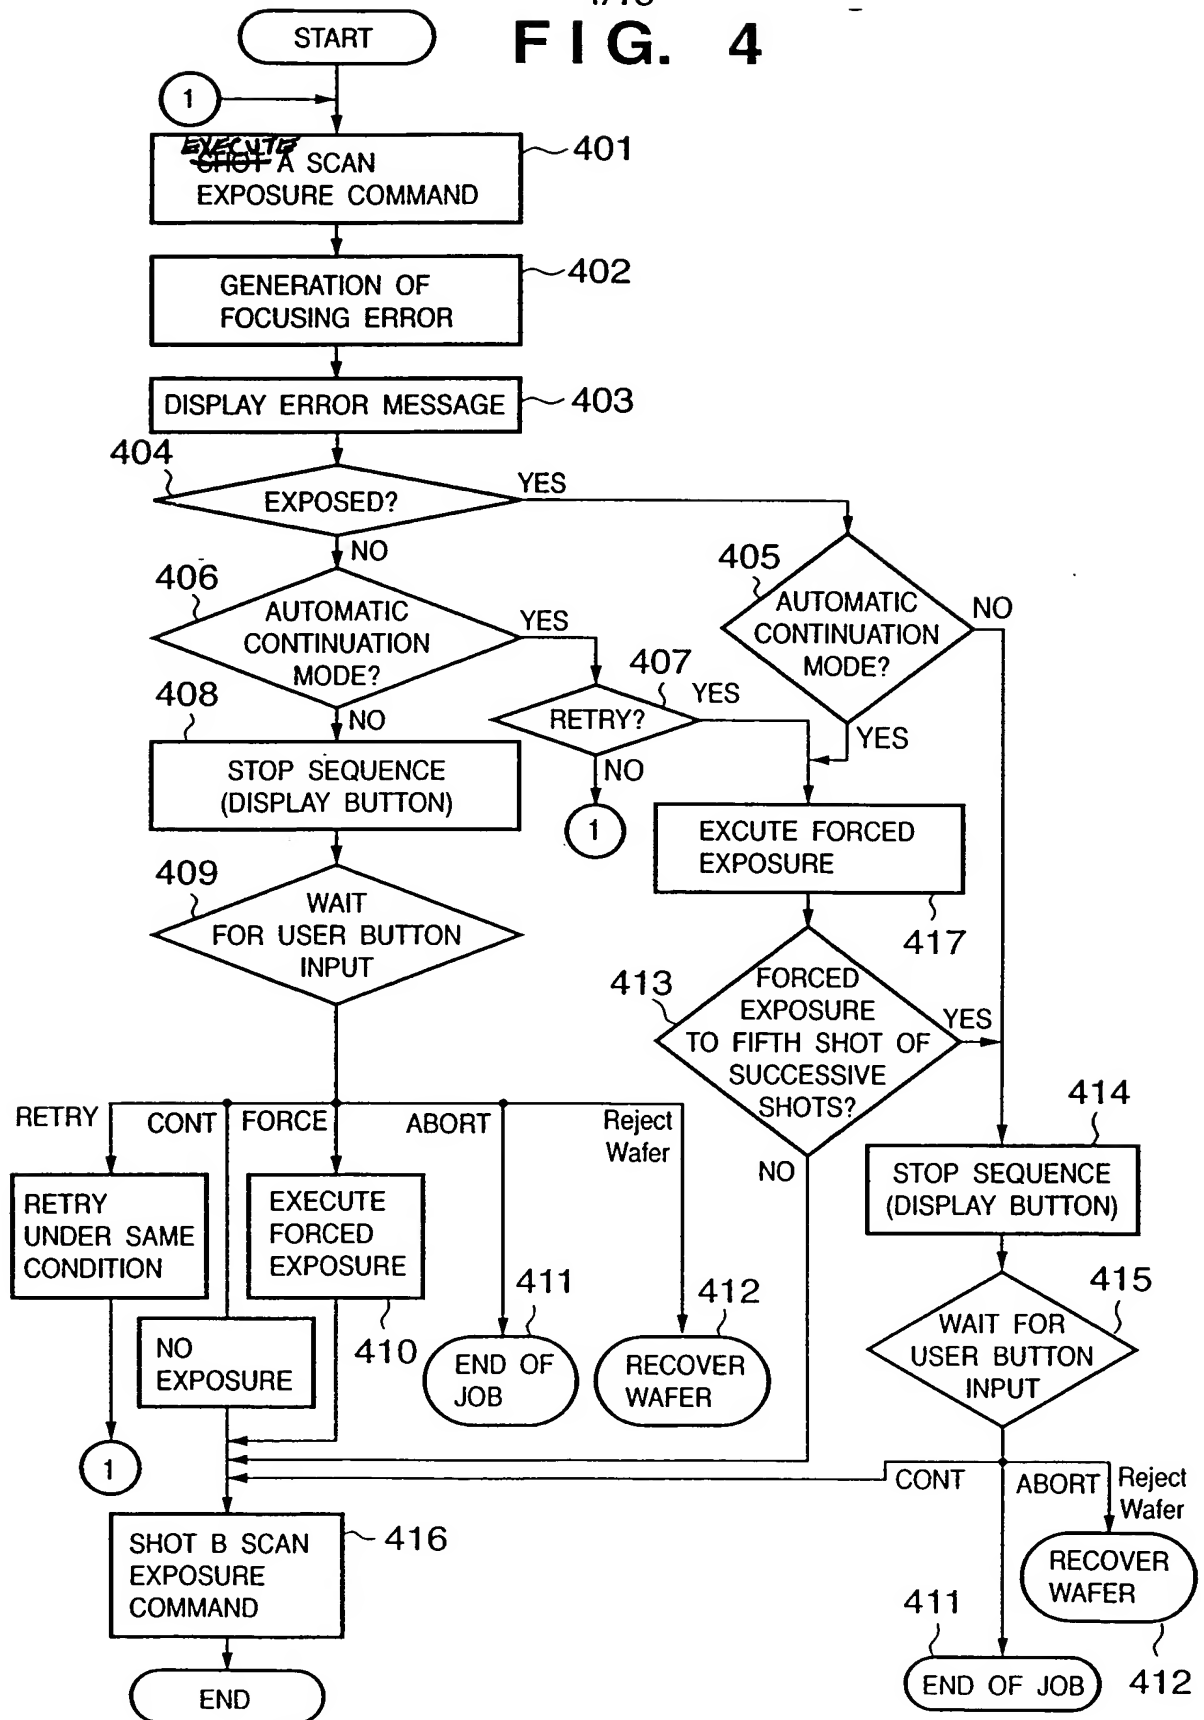 START
FIG. 4
1
EXECUTE
SHOT A SCAN
EXPOSURE COMMAND
401
GENERATION OF
FOCUSING ERROR
402
DISPLAY ERROR MESSAGE
403
404
EXPOSED?
YES
NO
405
AUTOMATIC
CONTINUATION
MODE?
NO
YES
406
AUTOMATIC
CONTINUATION
MODE?
YES
NO
407
RETRY?
YES
NO
1
408
STOP SEQUENCE
(DISPLAY BUTTON)
EXCUTE FORCED
EXPOSURE
417
409
WAIT
FOR USER BUTTON
INPUT
413
FORCED
EXPOSURE
TO FIFTH SHOT OF
SUCCESSIVE
SHOTS?
YES
NO
RETRY
CONT
FORCE
ABORT
Reject
Wafer
414
STOP SEQUENCE
(DISPLAY BUTTON)
RETRY
UNDER SAME
CONDITION
EXECUTE
FORCED
EXPOSURE
410
411
END OF
JOB
412
RECOVER
WAFER
NO
EXPOSURE
1
415
WAIT FOR
USER BUTTON
INPUT
CONT
ABORT
Reject
Wafer
SHOT B SCAN
EXPOSURE
COMMAND
416
RECOVER
WAFER
412
411
END OF JOB
END